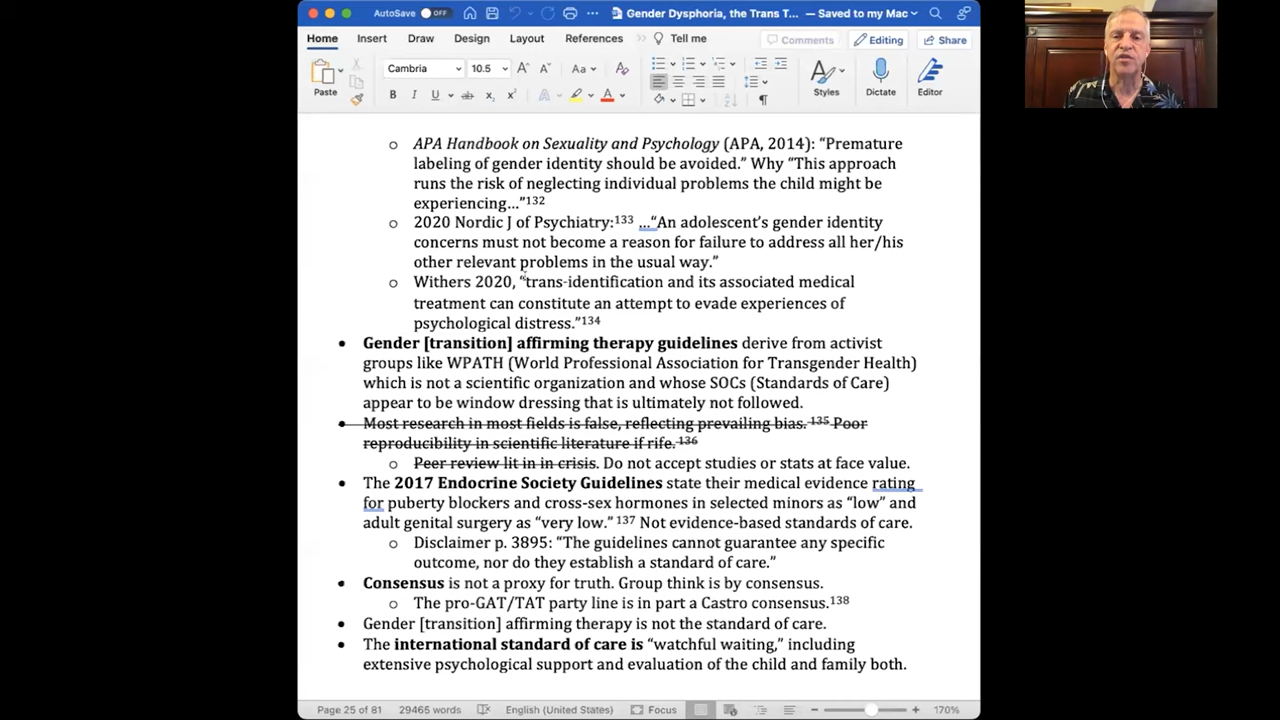 AutoSave OFF Gender Dysphoria, the Trans T... — Saved to my Mac
Home Insert Draw Design Layout References Tell me Comments Editing Share
Paste Cambria 10.5 Aa Styles Dictate Editor
○ APA Handbook on Sexuality and Psychology (APA, 2014): “Premature
labeling of gender identity should be avoided.” Why “This approach
runs the risk of neglecting individual problems the child might be
experiencing…”132
○ 2020 Nordic J of Psychiatry:133 …“An adolescent’s gender identity
concerns must not become a reason for failure to address all her/his
other relevant problems in the usual way.”
○ Withers 2020, “trans-identification and its associated medical
treatment can constitute an attempt to evade experiences of
psychological distress.”134
• Gender [transition] affirming therapy guidelines derive from activist
groups like WPATH (World Professional Association for Transgender Health)
which is not a scientific organization and whose SOCs (Standards of Care)
appear to be window dressing that is ultimately not followed.
• Most research in most fields is false, reflecting prevailing bias. 135 Poor
reproducibility in scientific literature if rife.136
○ Peer review lit in in crisis. Do not accept studies or stats at face value.
• The 2017 Endocrine Society Guidelines state their medical evidence rating
for puberty blockers and cross-sex hormones in selected minors as “low” and
adult genital surgery as “very low.” 137 Not evidence-based standards of care.
○ Disclaimer p. 3895: “The guidelines cannot guarantee any specific
outcome, nor do they establish a standard of care.”
• Consensus is not a proxy for truth. Group think is by consensus.
○ The pro-GAT/TAT party line is in part a Castro consensus.138
• Gender [transition] affirming therapy is not the standard of care.
• The international standard of care is “watchful waiting,” including
extensive psychological support and evaluation of the child and family both.
Page 25 of 81 29465 words English (United States) Focus 170%